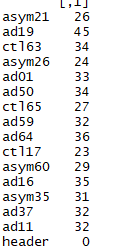 [,1]
asym21 26
ad19 45
ctl63 34
asym26 24
ad01 33
ad50 34
ctl65 27
ad59 32
ad64 36
ctl17 23
asym60 29
ad16 35
asym35 31
ad37 32
ad11 32
header 0